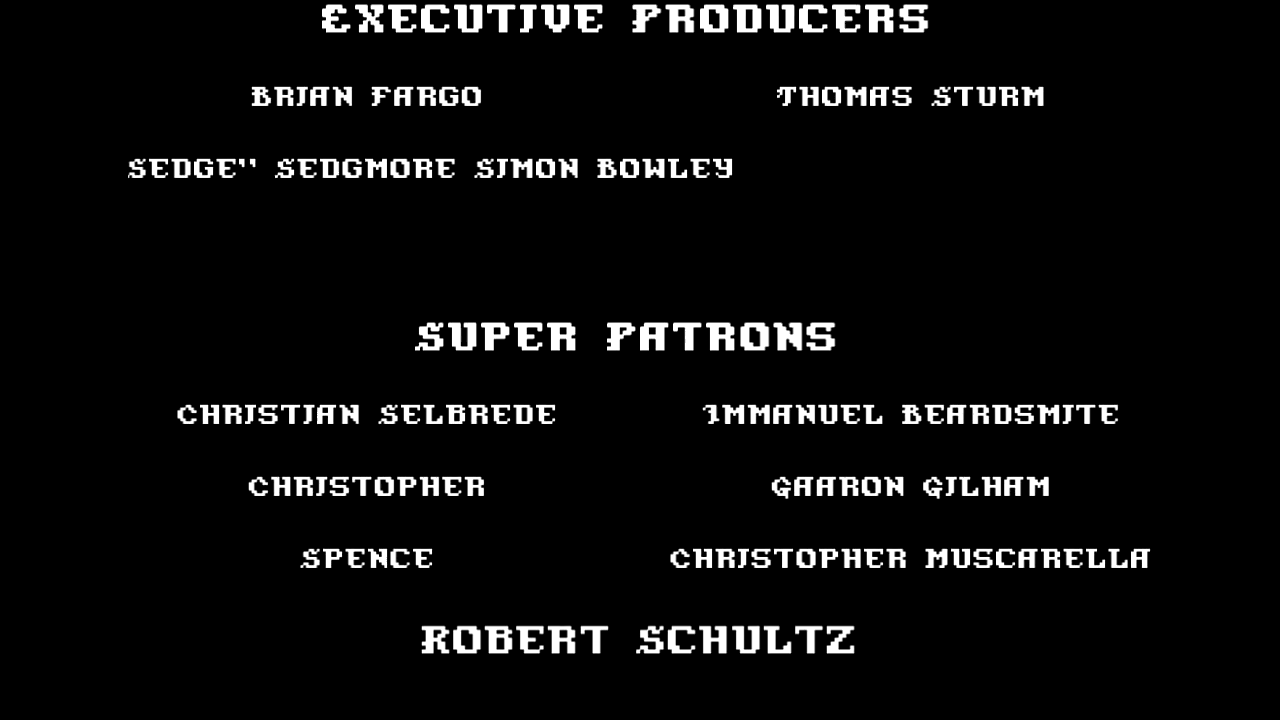 EXECUTIVE PRODUCERS
BRIAN FARGO THOMAS STURM
SEDGE" SEDGMORE SIMON BOWLEY
SUPER PATRONS
CHRISTIAN SELBREDE IMMANUEL BEARDSMITE
CHRISTOPHER GAARON GILHAM
SPENCE CHRISTOPHER MUSCARELLA
ROBERT SCHULTZ